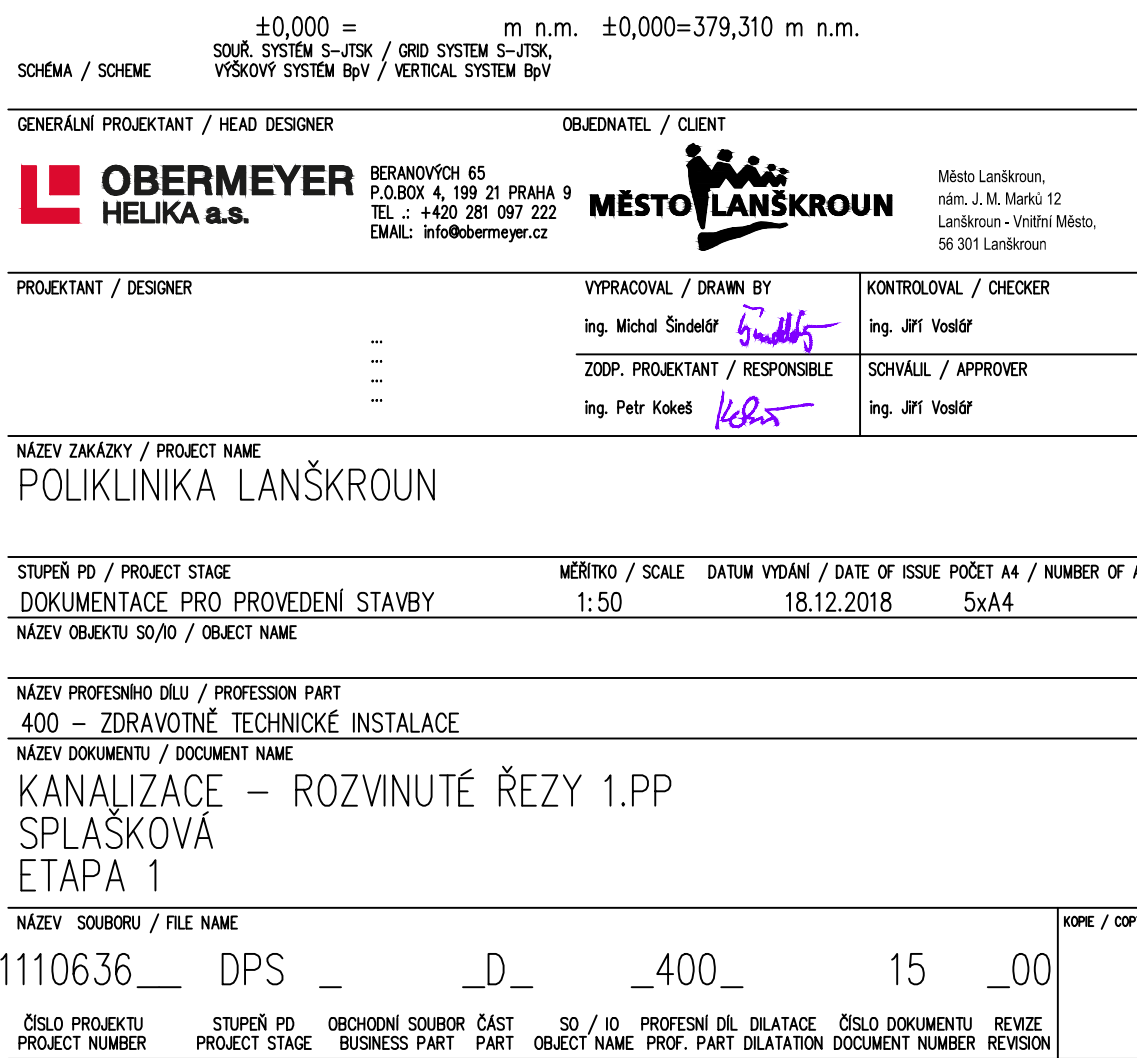 ±0,000 = m n.m. ±0,000=379,310 m n.m.
SOUŘ. SYSTÉM S-JTSK / GRID SYSTEM S-JTSK,
SCHÉMA / SCHEME VÝŠKOVÝ SYSTÉM BpV / VERTICAL SYSTEM BpV
GENERÁLNÍ PROJEKTANT / HEAD DESIGNER OBJEDNATEL / CLIENT
OBERMEYER
HELIKA a.s.
BERANOVÝCH 65
P.O.BOX 4, 199 21 PRAHA 9
TEL .: +420 281 097 222
EMAIL: info@obermeyer.cz
MĚSTO LANŠKROUN
Město Lanškroun,
nám. J. M. Marků 12
Lanškroun - Vnitřní Město,
56 301 Lanškroun
PROJEKTANT / DESIGNER
...
...
...
...
VYPRACOVAL / DRAWN BY
ing. Michal Šindelář
KONTROLOVAL / CHECKER
ing. Jiří Voslář
ZODP. PROJEKTANT / RESPONSIBLE
ing. Petr Kokeš
SCHVÁLIL / APPROVER
ing. Jiří Voslář
NÁZEV ZAKÁZKY / PROJECT NAME
POLIKLINIKA LANŠKROUN
STUPEŇ PD / PROJECT STAGE MĚŘÍTKO / SCALE DATUM VYDÁNÍ / DATE OF ISSUE POČET A4 / NUMBER OF
DOKUMENTACE PRO PROVEDENÍ STAVBY 1:50 18.12.2018 5xA4
NÁZEV OBJEKTU SO/IO / OBJECT NAME
NÁZEV PROFESNÍHO DÍLU / PROFESSION PART
400 – ZDRAVOTNĚ TECHNICKÉ INSTALACE
NÁZEV DOKUMENTU / DOCUMENT NAME
KANALIZACE – ROZVINUTÉ ŘEZY 1.PP
SPLAŠKOVÁ
ETAPA 1
NÁZEV SOUBORU / FILE NAME KOPIE /
1110636__ DPS _ _D_ _400_ 15 _00
ČÍSLO PROJEKTU STUPEŇ PD OBCHODNÍ SOUBOR ČÁST SO / IO PROFESNÍ DÍL DILATACE ČÍSLO DOKUMENTU REVIZE
PROJECT NUMBER PROJECT STAGE BUSINESS PART PART OBJECT NAME PROF. PART DILATATION DOCUMENT NUMBER REVISION